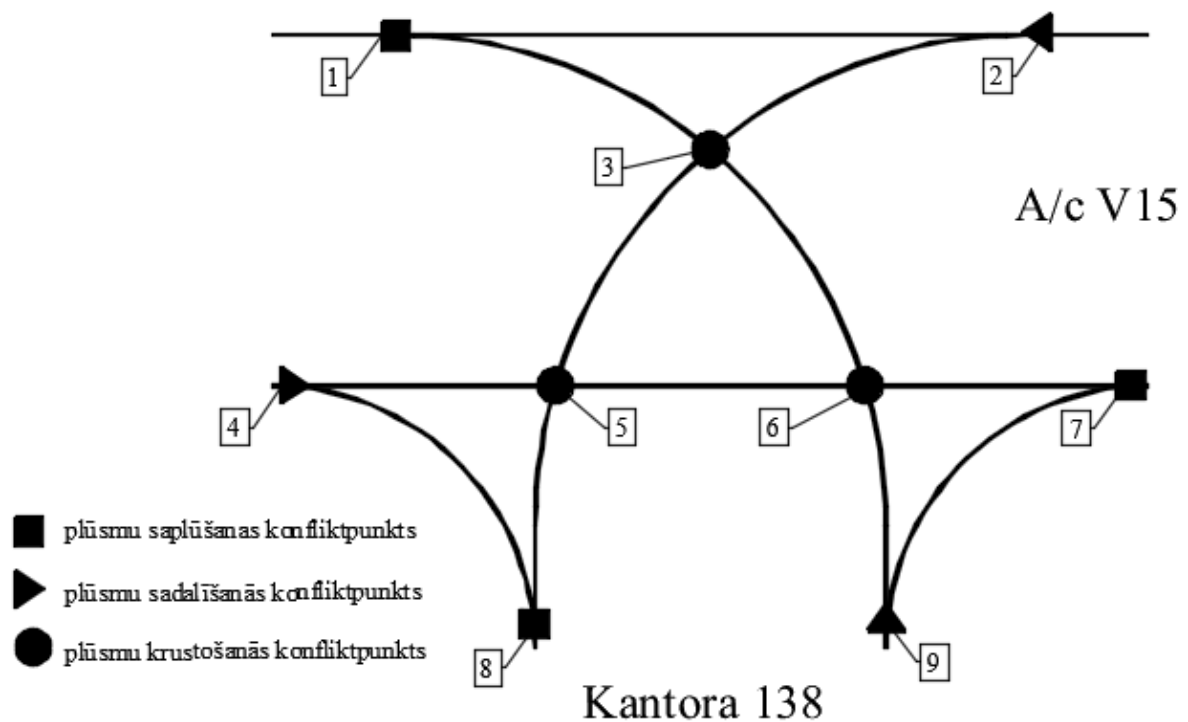 1
2
3
A/c V15
4
5
6
7
plūsmu saplūšanas konfliktpunkts
plūsmu sadalīšanās konfliktpunkts
plūsmu krustošanās konfliktpunkts
8
9
Kantora 138